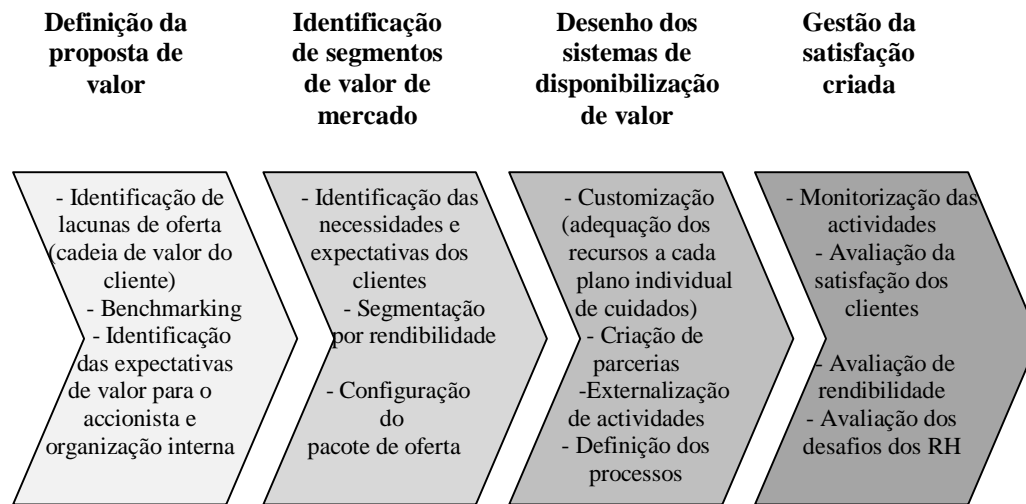 Definição da
proposta de
valor
Identificação
de segmentos
de valor de
mercado
Desenho dos
sistemas de
disponibilização
de valor
Gestão da
satisfação
criada
- Identificação de
lacunas de oferta
(cadeia de valor do
cliente)
- Benchmarking
- Identificação
das expectativas
de valor para o
accionista e
organização interna
- Identificação das
necessidades e
expectativas dos
clientes
- Segmentação
por rendibilidade
- Configuração
do
pacote de oferta
- Customização
(adequação dos
recursos a cada
plano individual
de cuidados)
- Criação de
parcerias
-Externalização
de actividades
- Definição dos
processos
- Monitorização das
actividades
- Avaliação da
satisfação dos
clientes
- Avaliação de
rendibilidade
- Avaliação dos
desafios dos RH